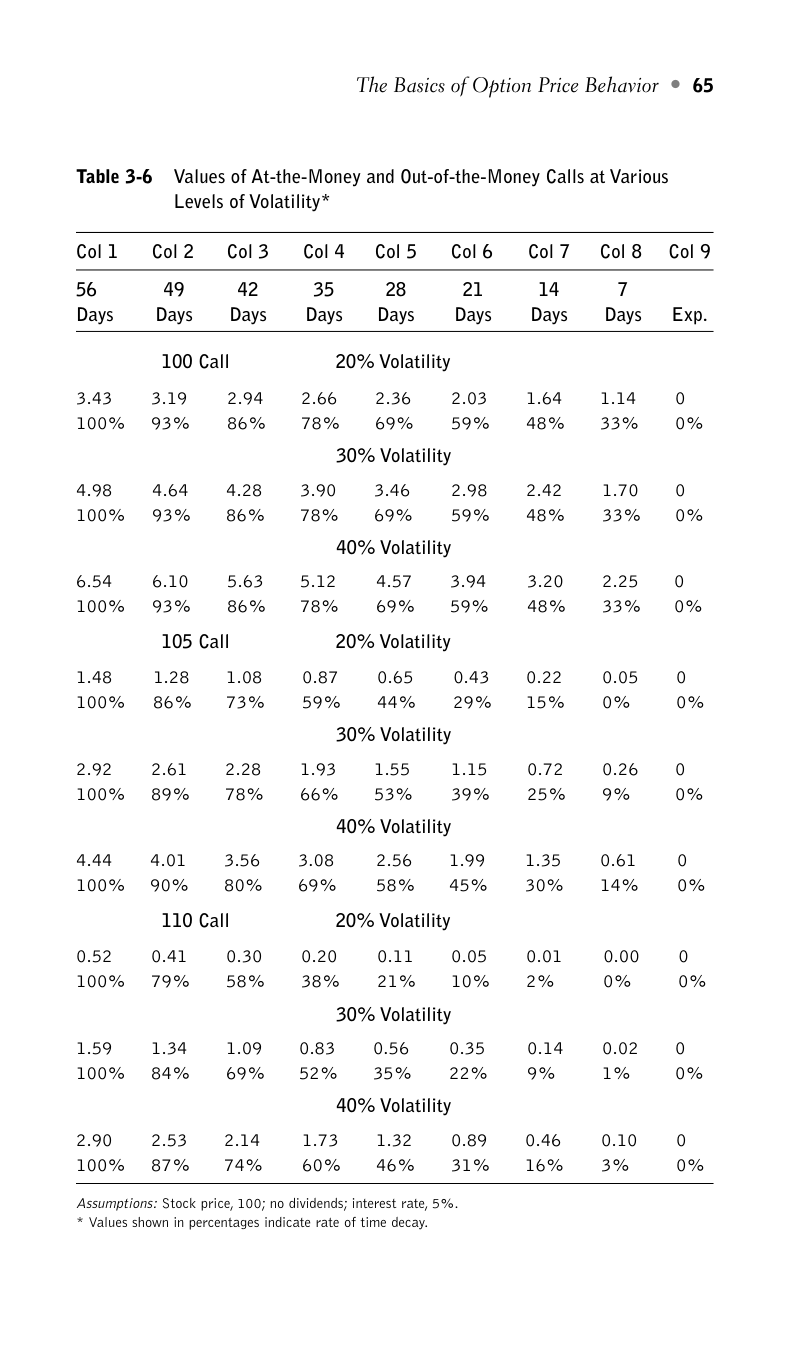 The Basics of Option Price Behavior • 65
Table 3-6 Values of At-the-Money and Out-of-the-Money Calls at Various
Levels of Volatility*
Col 1 Col 2 Col 3 Col 4 Col 5 Col 6 Col 7 Col 8 Col 9
56 49 42 35 28 21 14 7
Days Days Days Days Days Days Days Days Exp.
100 Call 20% Volatility
3.43 3.19 2.94 2.66 2.36 2.03 1.64 1.14 0
100% 93% 86% 78% 69% 59% 48% 33% 0%
30% Volatility
4.98 4.64 4.28 3.90 3.46 2.98 2.42 1.70 0
100% 93% 86% 78% 69% 59% 48% 33% 0%
40% Volatility
6.54 6.10 5.63 5.12 4.57 3.94 3.20 2.25 0
100% 93% 86% 78% 69% 59% 48% 33% 0%
105 Call 20% Volatility
1.48 1.28 1.08 0.87 0.65 0.43 0.22 0.05 0
100% 86% 73% 59% 44% 29% 15% 0% 0%
30% Volatility
2.92 2.61 2.28 1.93 1.55 1.15 0.72 0.26 0
100% 89% 78% 66% 53% 39% 25% 9% 0%
40% Volatility
4.44 4.01 3.56 3.08 2.56 1.99 1.35 0.61 0
100% 90% 80% 69% 58% 45% 30% 14% 0%
110 Call 20% Volatility
0.52 0.41 0.30 0.20 0.11 0.05 0.01 0.00 0
100% 79% 58% 38% 21% 10% 2% 0% 0%
30% Volatility
1.59 1.34 1.09 0.83 0.56 0.35 0.14 0.02 0
100% 84% 69% 52% 35% 22% 9% 1% 0%
40% Volatility
2.90 2.53 2.14 1.73 1.32 0.89 0.46 0.10 0
100% 87% 74% 60% 46% 31% 16% 3% 0%
Assumptions: Stock price, 100; no dividends; interest rate, 5%.
* Values shown in percentages indicate rate of time decay.